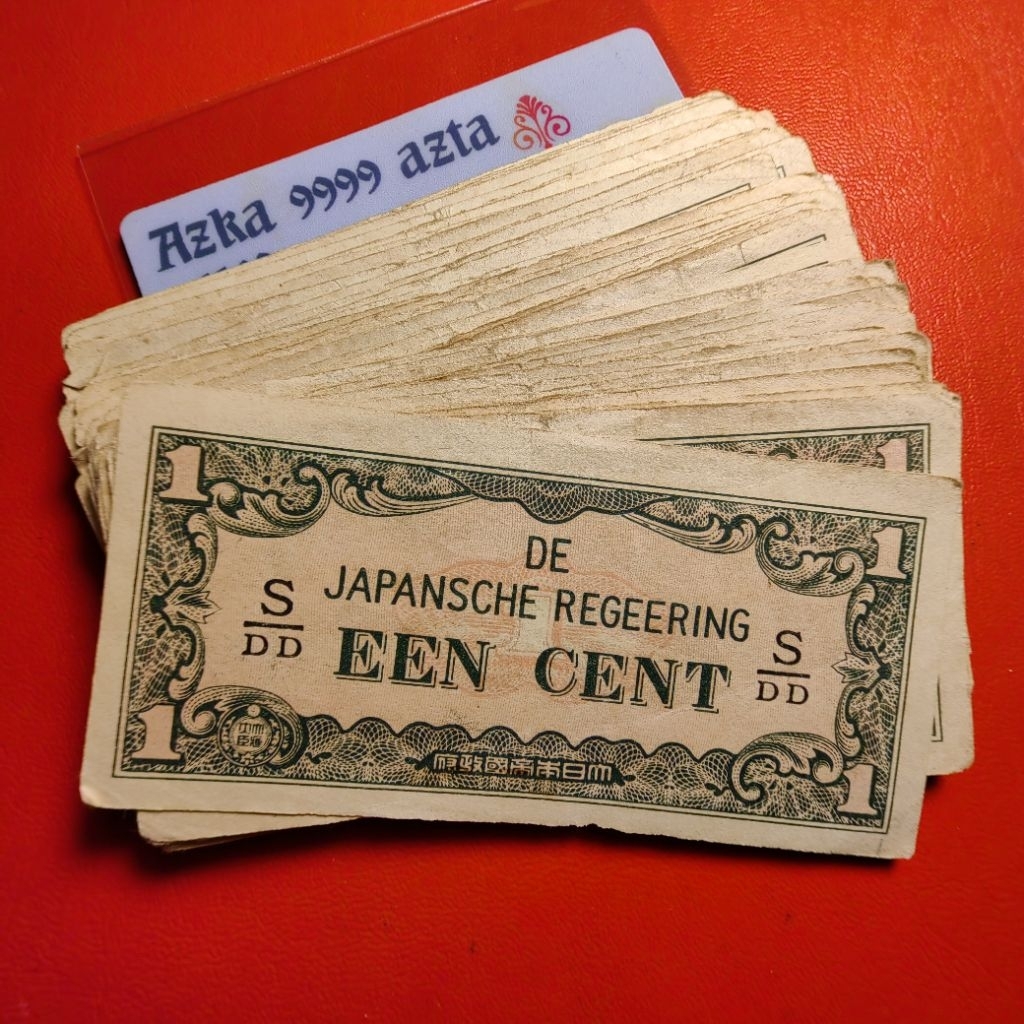 Azka 9999 azta
1
1
1
DE
JAPANSCHE REGEERING
EEN CENT
S
DD
S
DD
1
1
府政國帝本日大